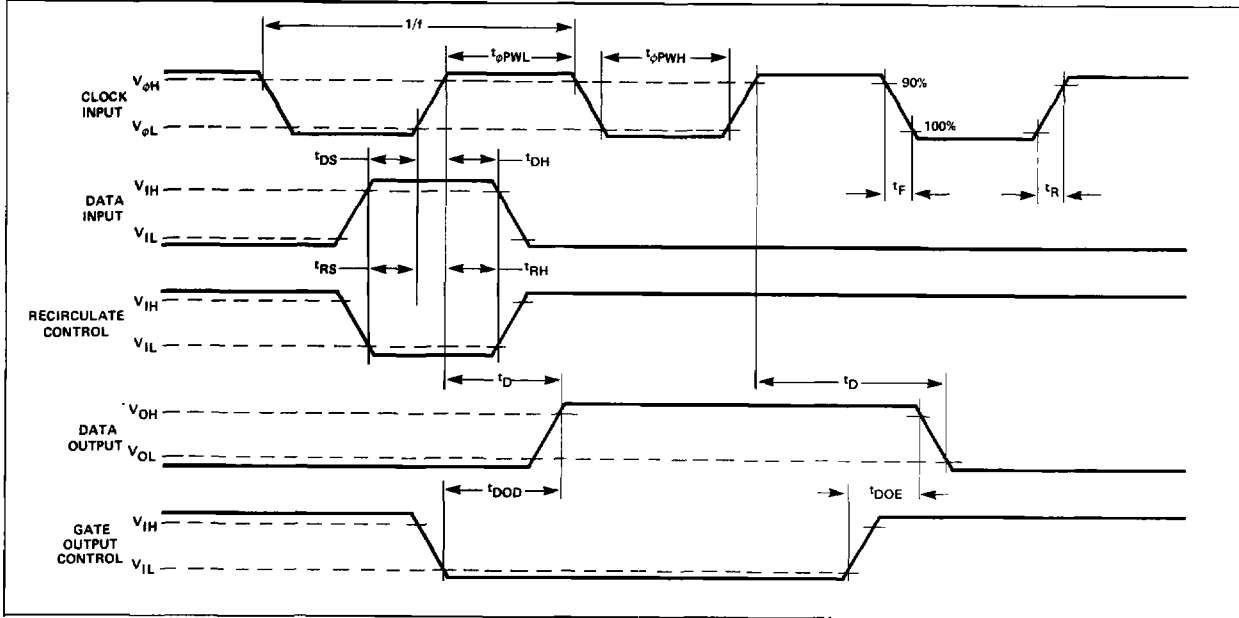 1/f
tφPWL
tφPWH
VφH
CLOCK
INPUT
VφL
90%
100%
tDS
tDH
tF
tR
VIH
DATA
INPUT
VIL
tRS
tRH
VIH
RECIRCULATE
CONTROL
VIL
tD
tD
VOH
DATA
OUTPUT
VOL
tDOD
tDOE
VIH
GATE
OUTPUT
CONTROL
VIL